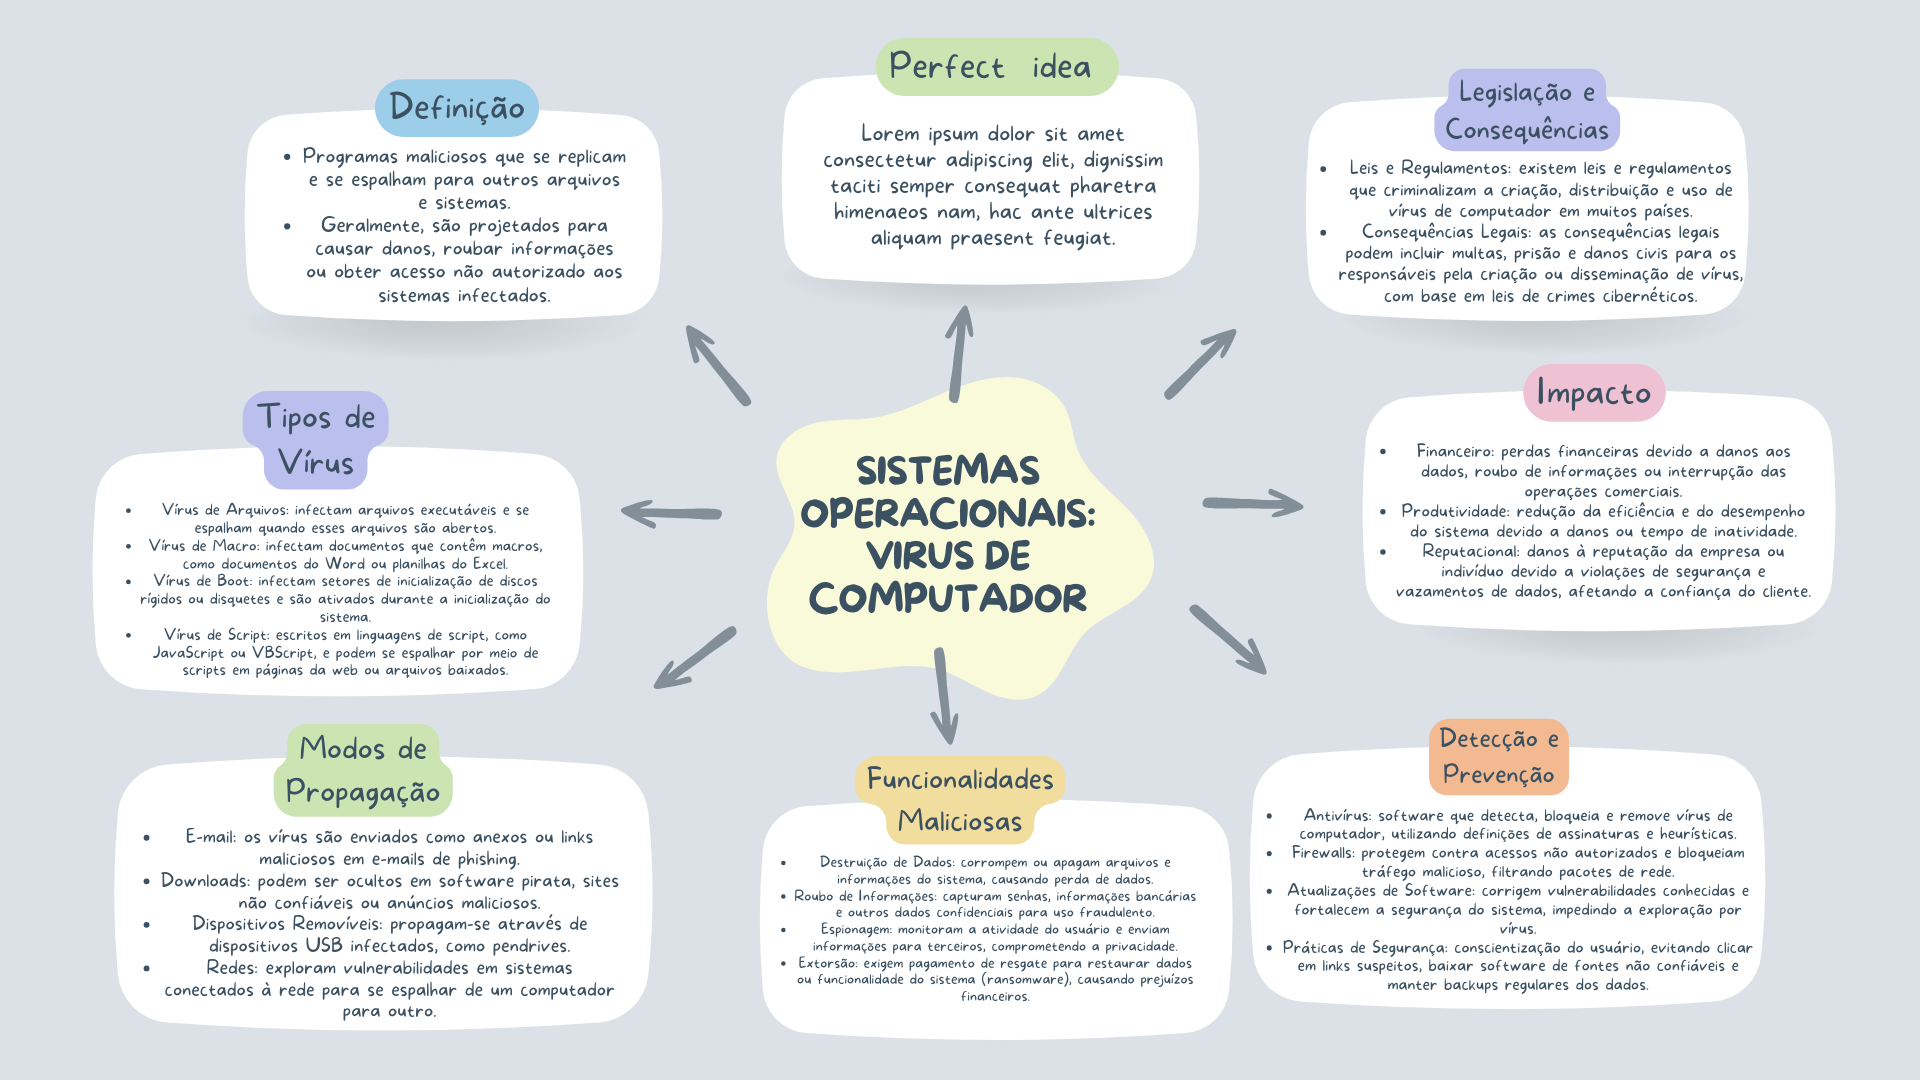 Perfect idea
Lorem ipsum dolor sit amet
consectetur adipiscing elit, dignissim
taciti semper consequat pharetra
himenaeos nam, hac ante ultrices
aliquam praesent feugiat.
Definição
• Programas maliciosos que se replicam
e se espalham para outros arquivos
e sistemas.
• Geralmente, são projetados para
causar danos, roubar informações
ou obter acesso não autorizado aos
sistemas infectados.
Legislação e
Consequências
• Leis e Regulamentos: existem leis e regulamentos
que criminalizam a criação, distribuição e uso de
vírus de computador em muitos países.
• Consequências Legais: as consequências legais
podem incluir multas, prisão e danos civis para os
responsáveis pela criação ou disseminação de vírus,
com base em leis de crimes cibernéticos.
Tipos de
Vírus
• Vírus de Arquivos: infectam arquivos executáveis e se
espalham quando esses arquivos são abertos.
• Vírus de Macro: infectam documentos que contêm macros,
como documentos do Word ou planilhas do Excel.
• Vírus de Boot: infectam setores de inicialização de discos
rígidos ou disquetes e são ativados durante a inicialização do
sistema.
• Vírus de Script: escritos em linguagens de script, como
JavaScript ou VBScript, e podem se espalhar por meio de
scripts em páginas da web ou arquivos baixados.
SISTEMAS
OPERACIONAIS:
VIRUS DE
COMPUTADOR
Impacto
• Financeiro: perdas financeiras devido a danos aos
dados, roubo de informações ou interrupção das
operações comerciais.
• Produtividade: redução da eficiência e do desempenho
do sistema devido a danos ou tempo de inatividade.
• Reputacional: danos à reputação da empresa ou
indivíduo devido a violações de segurança e
vazamentos de dados, afetando a confiança do cliente.
Modos de
Propagação
• E-mail: os vírus são enviados como anexos ou links
maliciosos em e-mails de phishing.
• Downloads: podem ser ocultos em software pirata, sites
não confiáveis ou anúncios maliciosos.
• Dispositivos Removíveis: propagam-se através de
dispositivos USB infectados, como pendrives.
• Redes: exploram vulnerabilidades em sistemas
conectados à rede para se espalhar de um computador
para outro.
Funcionalidades
Maliciosas
• Destruição de Dados: corrompem ou apagam arquivos e
informações do sistema, causando perda de dados.
• Roubo de Informações: capturam senhas, informações bancárias
e outros dados confidenciais para uso fraudulento.
• Espionagem: monitoram a atividade do usuário e enviam
informações para terceiros, comprometendo a privacidade.
• Extorsão: exigem pagamento de resgate para restaurar dados
ou funcionalidade do sistema (ransomware), causando prejuízos
financeiros.
Detecção e
Prevenção
• Antivírus: software que detecta, bloqueia e remove vírus de
computador, utilizando definições de assinaturas e heurísticas.
• Firewalls: protegem contra acessos não autorizados e bloqueiam
tráfego malicioso, filtrando pacotes de rede.
• Atualizações de Software: corrigem vulnerabilidades conhecidas e
fortalecem a segurança do sistema, impedindo a exploração por
vírus.
• Práticas de Segurança: conscientização do usuário, evitando clicar
em links suspeitos, baixar software de fontes não confiáveis e
manter backups regulares dos dados.